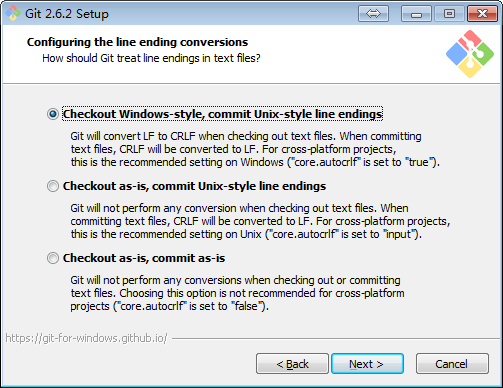 Git 2.6.2 Setup
Configuring the line ending conversions
How should Git treat line endings in text files?
Checkout Windows-style, commit Unix-style line endings
Git will convert LF to CRLF when checking out text files. When committing
text files, CRLF will be converted to LF. For cross-platform projects,
this is the recommended setting on Windows ("core.autocrlf" is set to "true").
Checkout as-is, commit Unix-style line endings
Git will not perform any conversion when checking out text files. When
committing text files, CRLF will be converted to LF. For cross-platform projects,
this is the recommended setting on Unix ("core.autocrlf" is set to "input").
Checkout as-is, commit as-is
Git will not perform any conversions when checking out or committing
text files. Choosing this option is not recommended for cross-platform
projects ("core.autocrlf" is set to "false").
https://git-for-windows.github.io/
< Back Next > Cancel